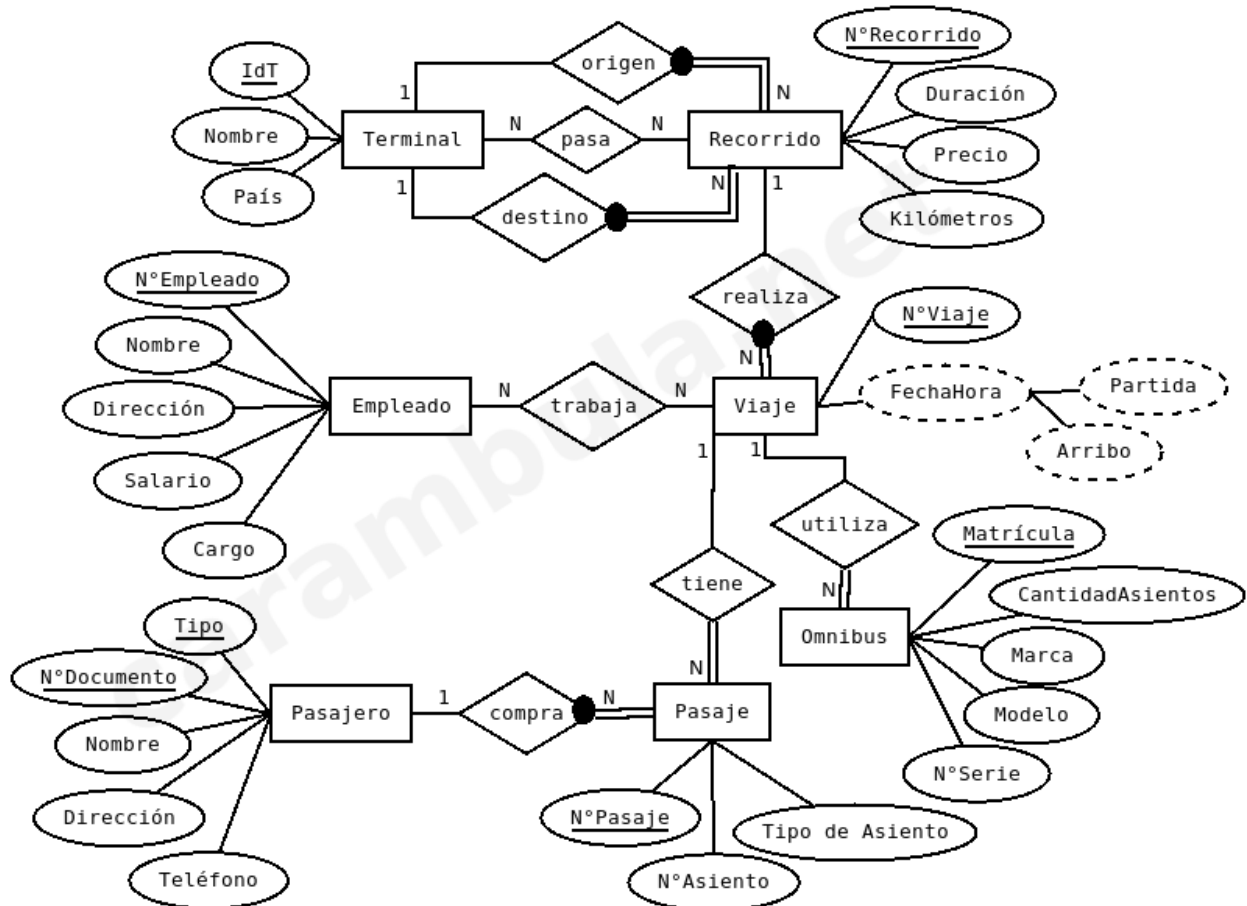 N°Recorrido
origen
IdT
1
N
Duración
Nombre
Terminal
N
pasa
N
Recorrido
Precio
País
1
destino
N
1
Kilómetros
N°Empleado
realiza
N°Viaje
Nombre
N
FechaHora
Partida
Dirección
Empleado
N
trabaja
N
Viaje
Arribo
Salario
1
1
utiliza
Matrícula
Cargo
tiene
N
CantidadAsientos
Tipo
Omnibus
Marca
N°Documento
N
Pasajero
1
compra
N
Pasaje
Modelo
Nombre
N°Serie
Dirección
N°Pasaje
Tipo de Asiento
Teléfono
N°Asiento
carambula.net